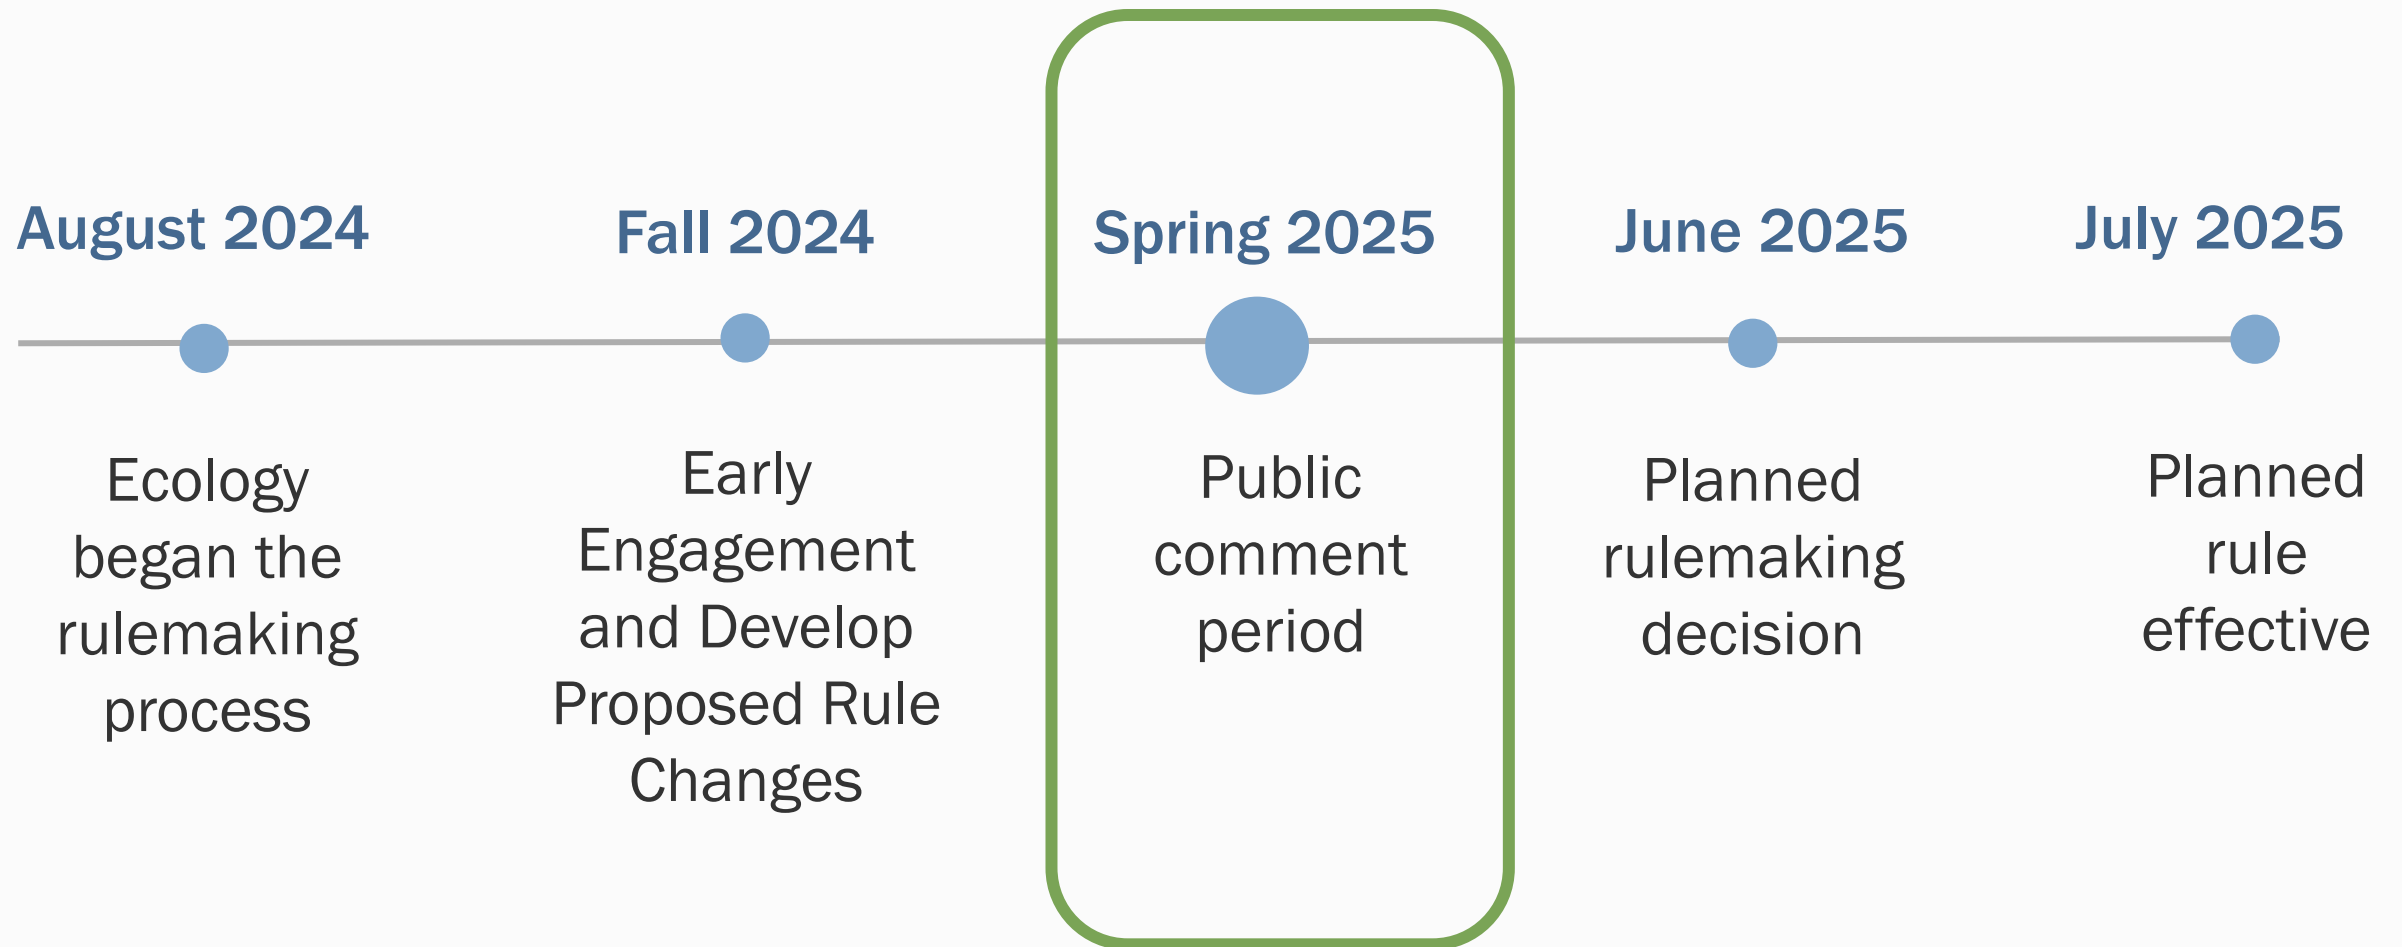 August 2024
Ecology
began the
rulemaking
process
Fall 2024
Early
Engagement
and Develop
Proposed Rule
Changes
Spring 2025
Public
comment
period
June 2025
Planned
rulemaking
decision
July 2025
Planned
rule
effective